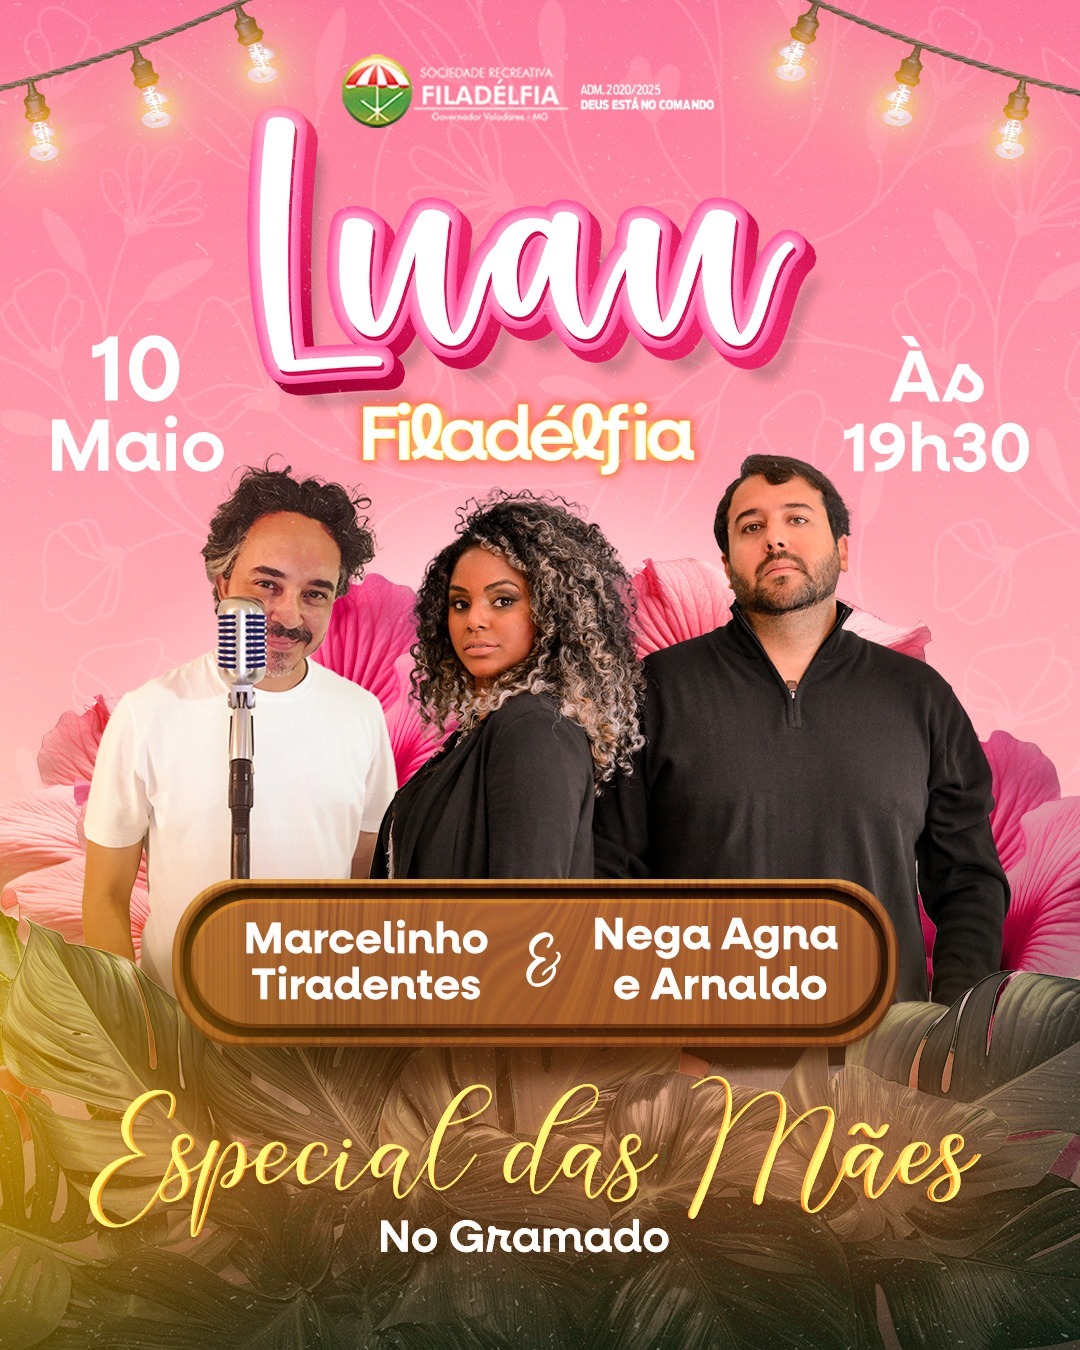 SOCIEDADE RECREATIVA
FILADÉLFIA
Governador Valadares - MG
ADM. 2020/2025
DEUS ESTÁ NO COMANDO
Luau
Filadélfia
10
Maio
Às
19h30
Marcelinho
Tiradentes
&
Nega Agna
e Arnaldo
Especial das Mães
No Gramado